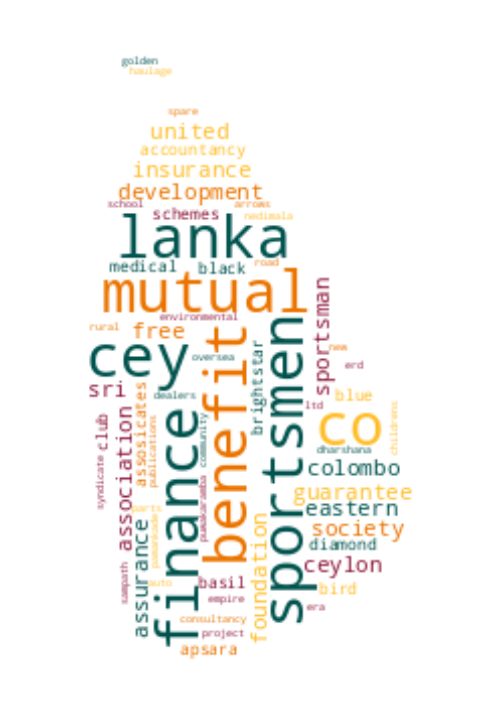 golden
haulage
spare
united
accountancy
insurance
development
school
arrows
schemes
nedimala
lanka
medical
black
road
mutual
sportsman
environmental
rural
free
cey
oversea
brightstar
new
erd
sri
assosicates
dealers
benefit
sportsmen
blue
ltd
co
childrens
club
association
publications
finance
community
dharshana
colombo
syndicate
guarantee
parts
eastern
society
assurance
diamond
foundation
ceylon
sampath
auto
basil
bird
empire
era
consultancy
project
apsara